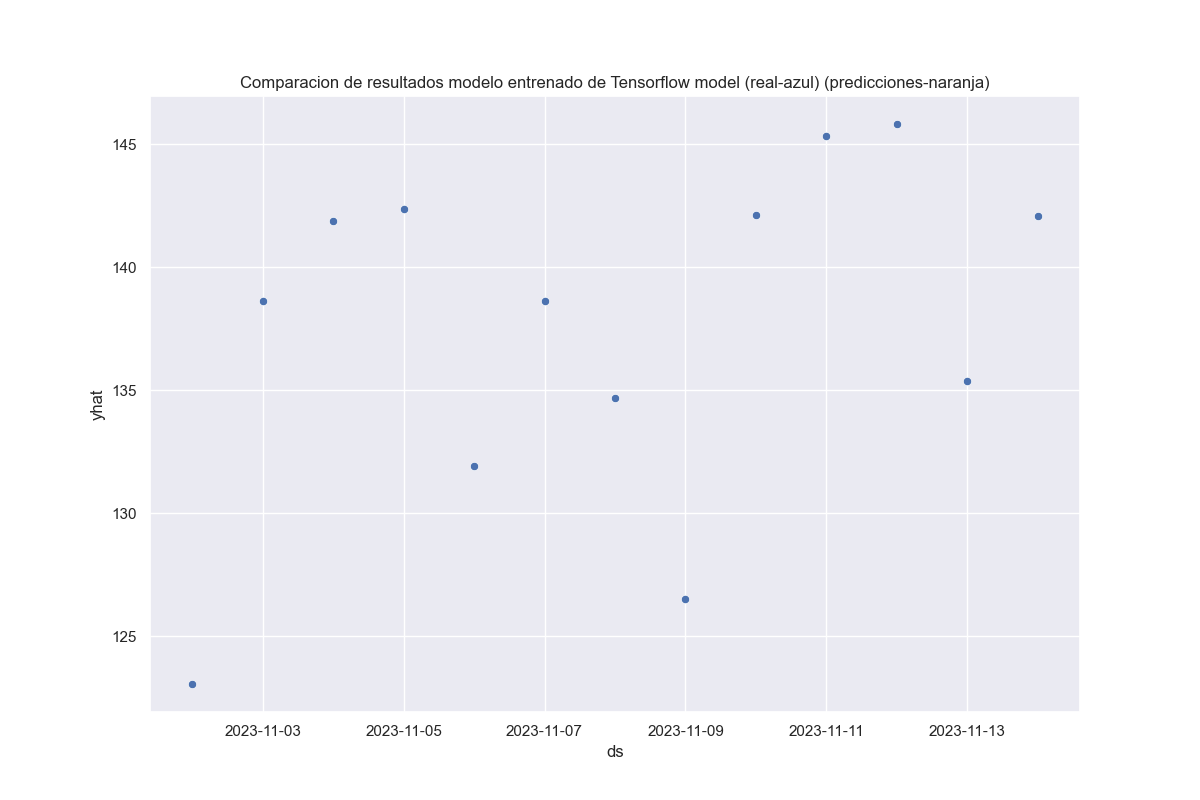 Comparacion de resultados modelo entrenado de Tensorflow model (real-azul) (predicciones-naranja)
145
140
135
130
125
yhat
2023-11-03 2023-11-05 2023-11-07 2023-11-09 2023-11-11 2023-11-13
ds